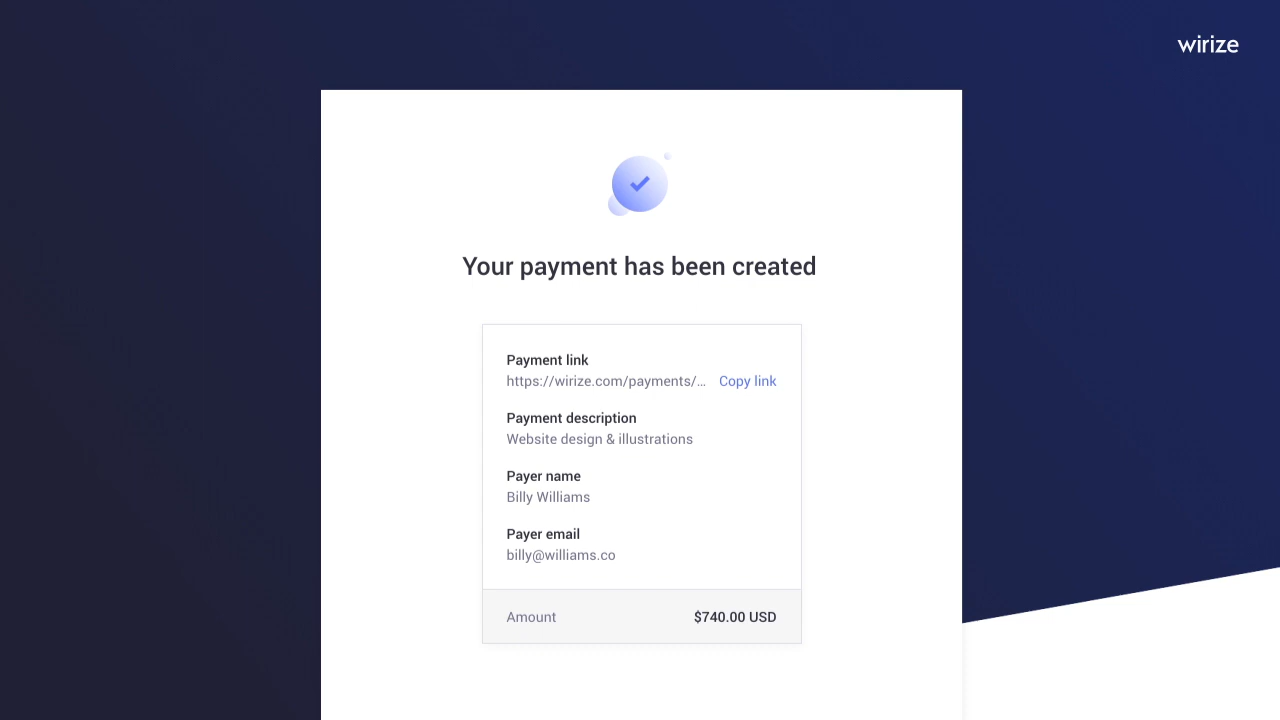 wirize
Your payment has been created
Payment link
https://wirize.com/payments/... Copy link
Payment description
Website design & illustrations
Payer name
Billy Williams
Payer email
billy@williams.co
Amount $740.00 USD